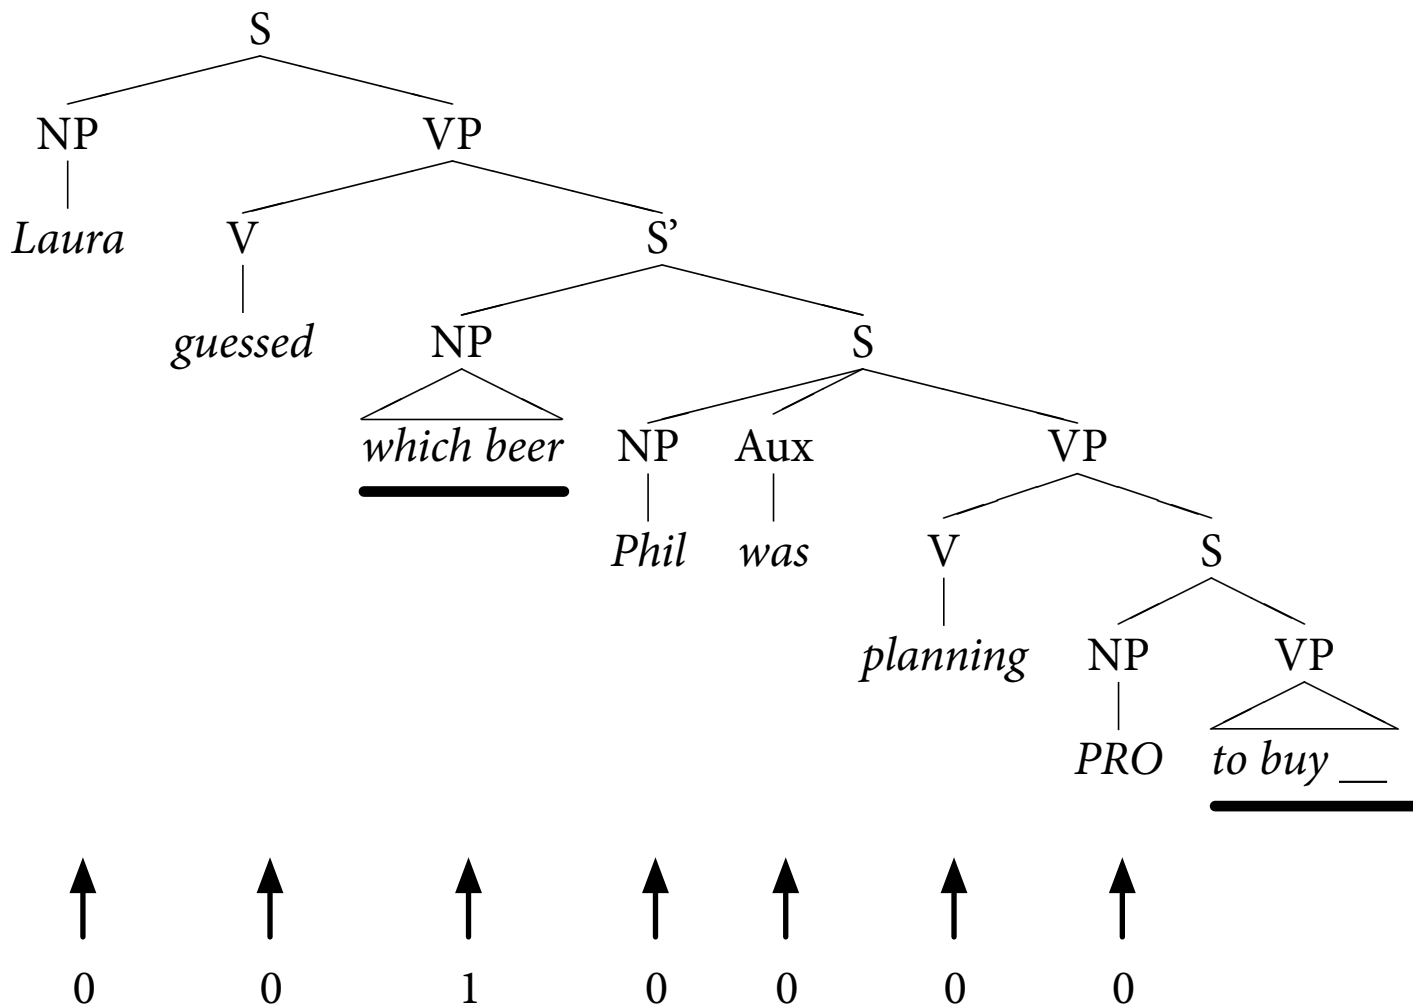 S
NP VP
Laura V S’
guessed NP S
which beer NP Aux VP
Phil was V S
planning NP VP
PRO to buy __
0 0 1 0 0 0 0